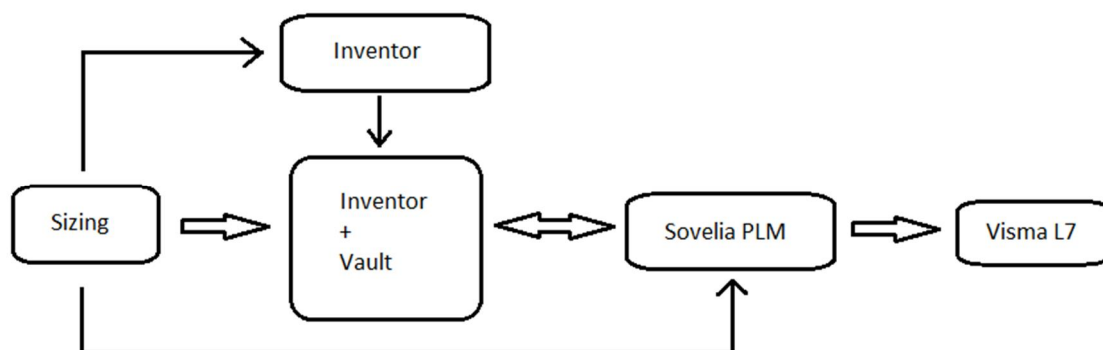 Inventor
Sizing
Inventor
+
Vault
Sovelia PLM
Visma L7